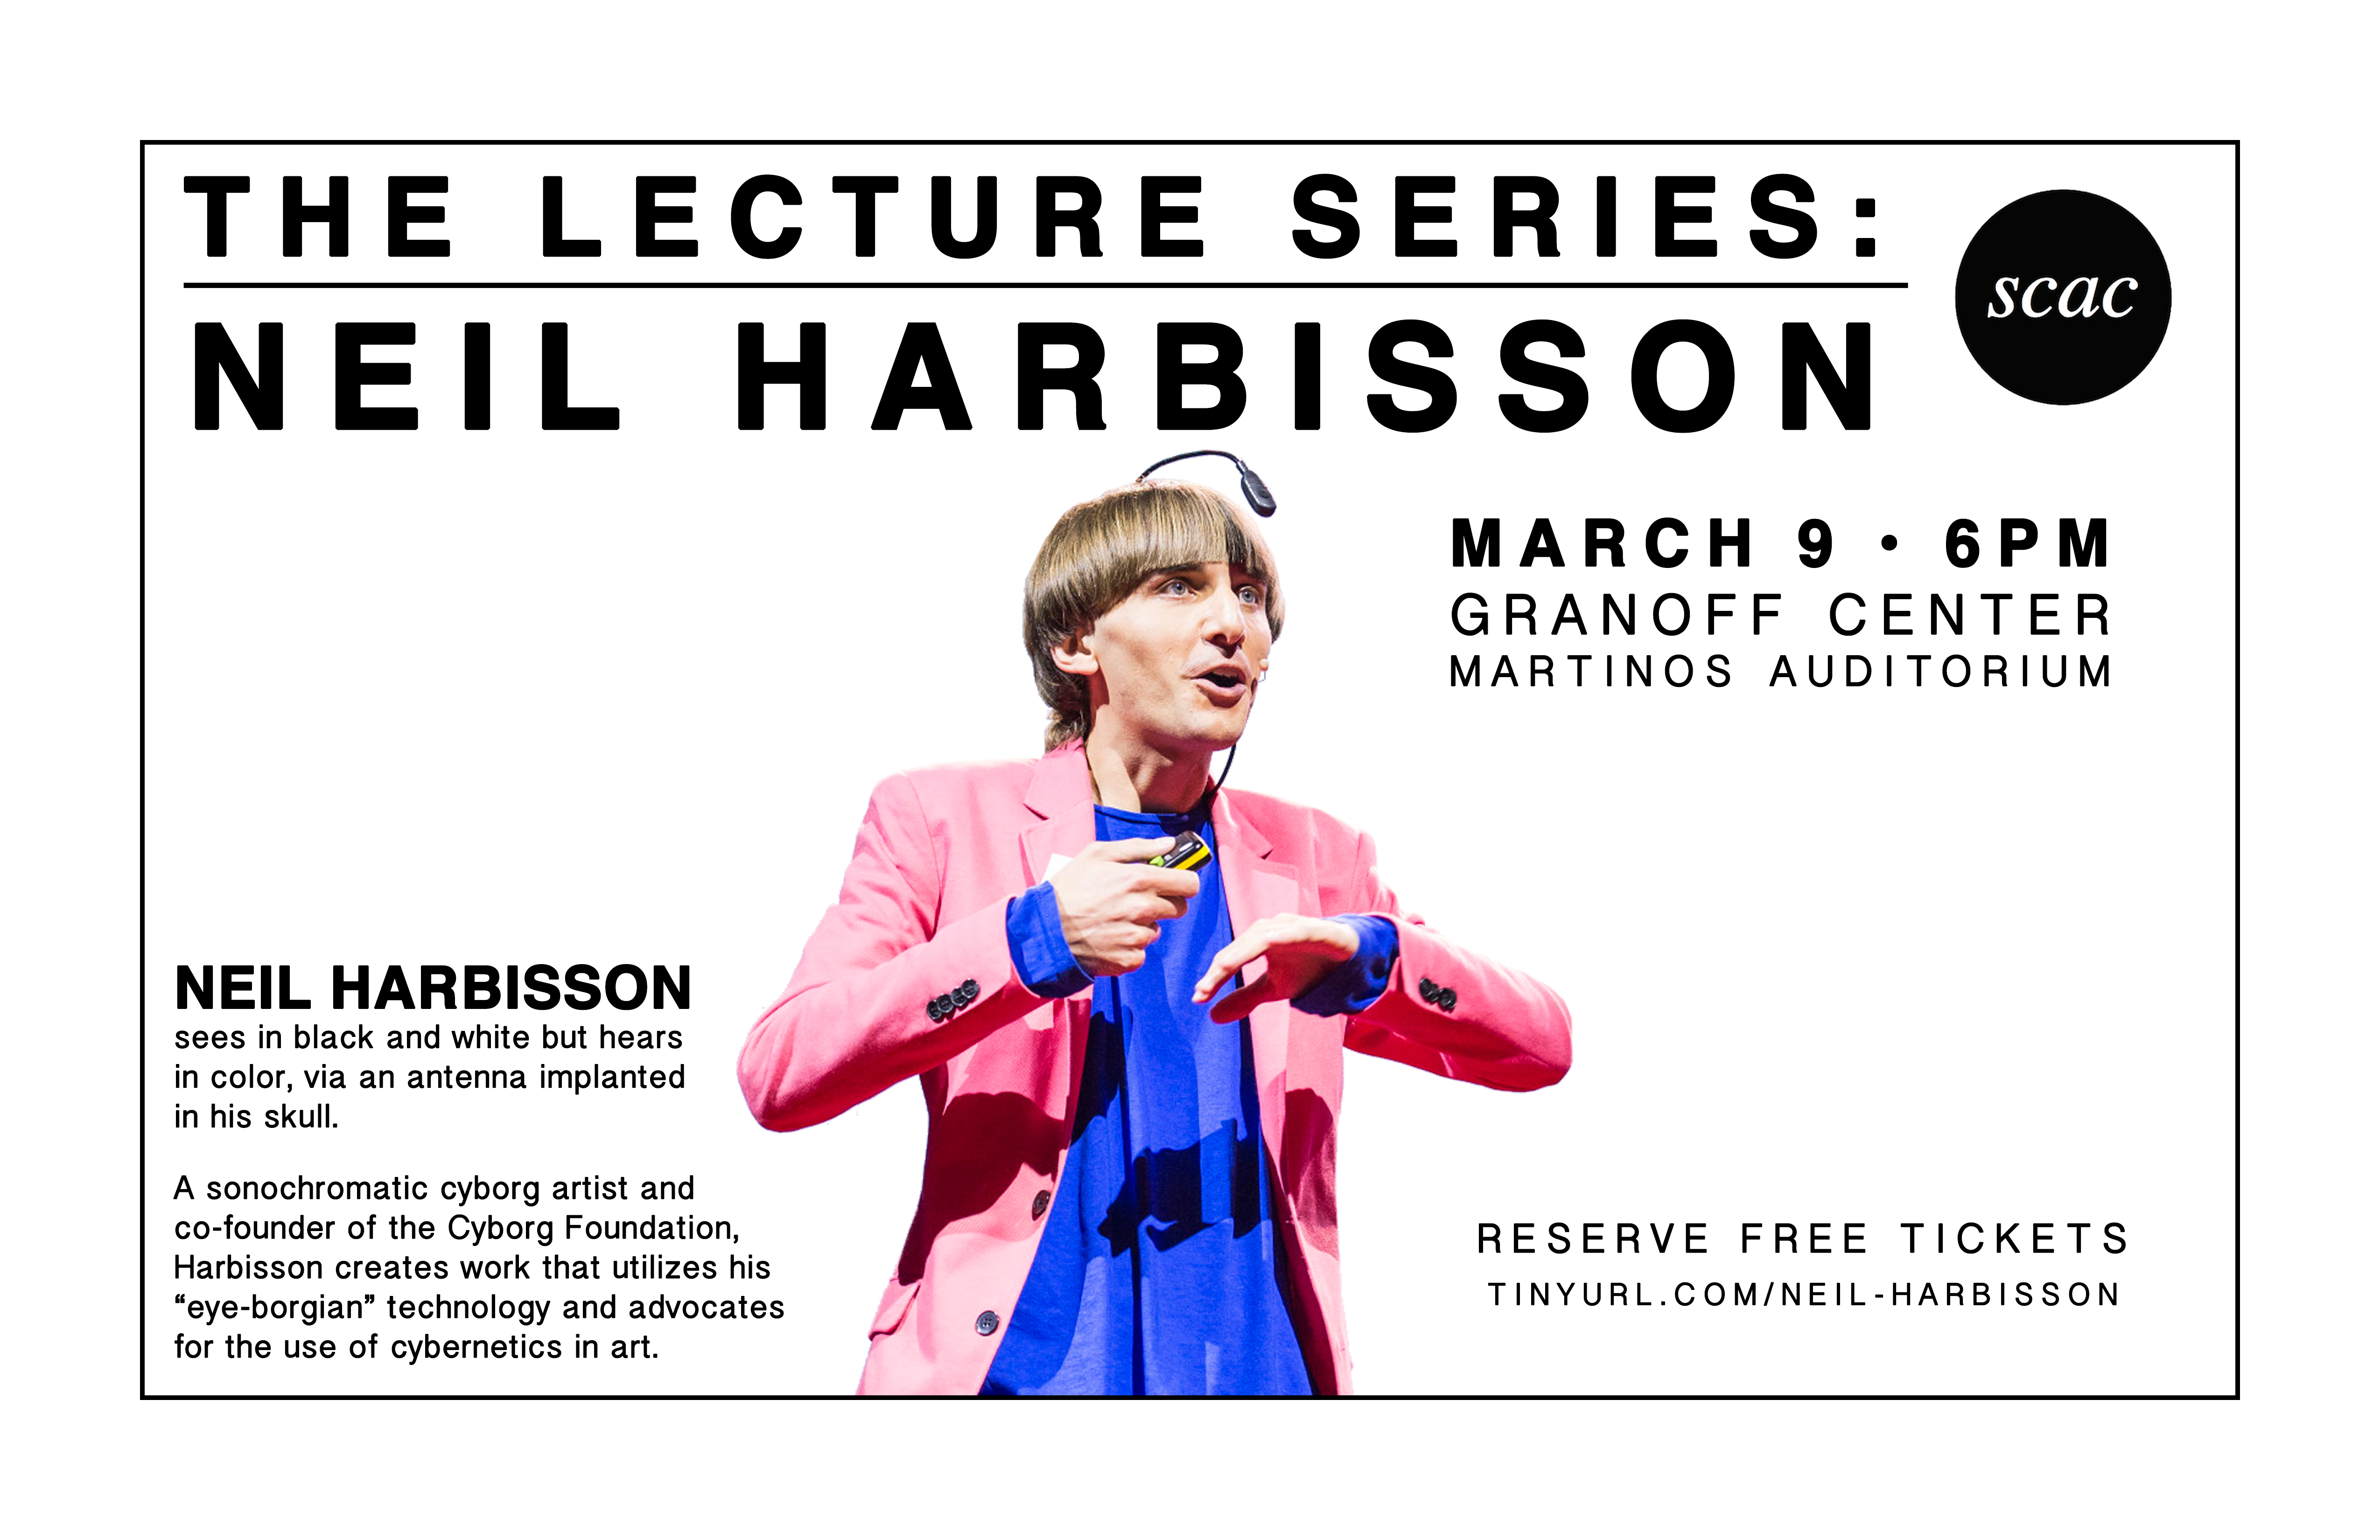 THE LECTURE SERIES:
NEIL HARBISSON
scac
MARCH 9 • 6PM
GRANOFF CENTER
MARTINOS AUDITORIUM
NEIL HARBISSON
sees in black and white but hears
in color, via an antenna implanted
in his skull.
A sonochromatic cyborg artist and
co-founder of the Cyborg Foundation,
Harbisson creates work that utilizes his
“eye-borgian” technology and advocates
for the use of cybernetics in art.
RESERVE FREE TICKETS
TINYURL.COM/NEIL-HARBISSON